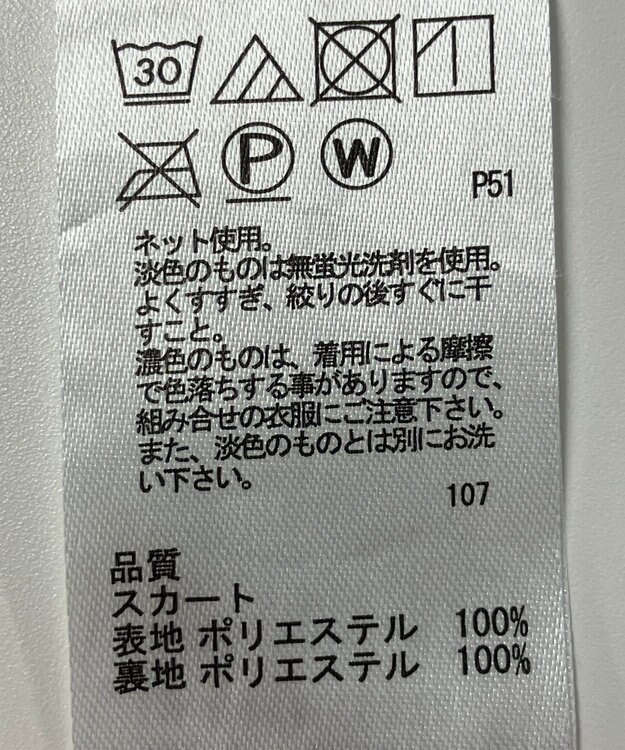 30
P W
P51
ネット使用。
淡色のものは無蛍光洗剤を使用。
よくすすぎ、絞りの後すぐに干
すこと。
濃色のものは、着用による摩擦
で色落ちする事がありますので、
組み合せの衣服にご注意下さい。
また、淡色のものとは別にお洗
い下さい。
107
品質
スカート
表地 ポリエステル 100%
裏地 ポリエステル 100%